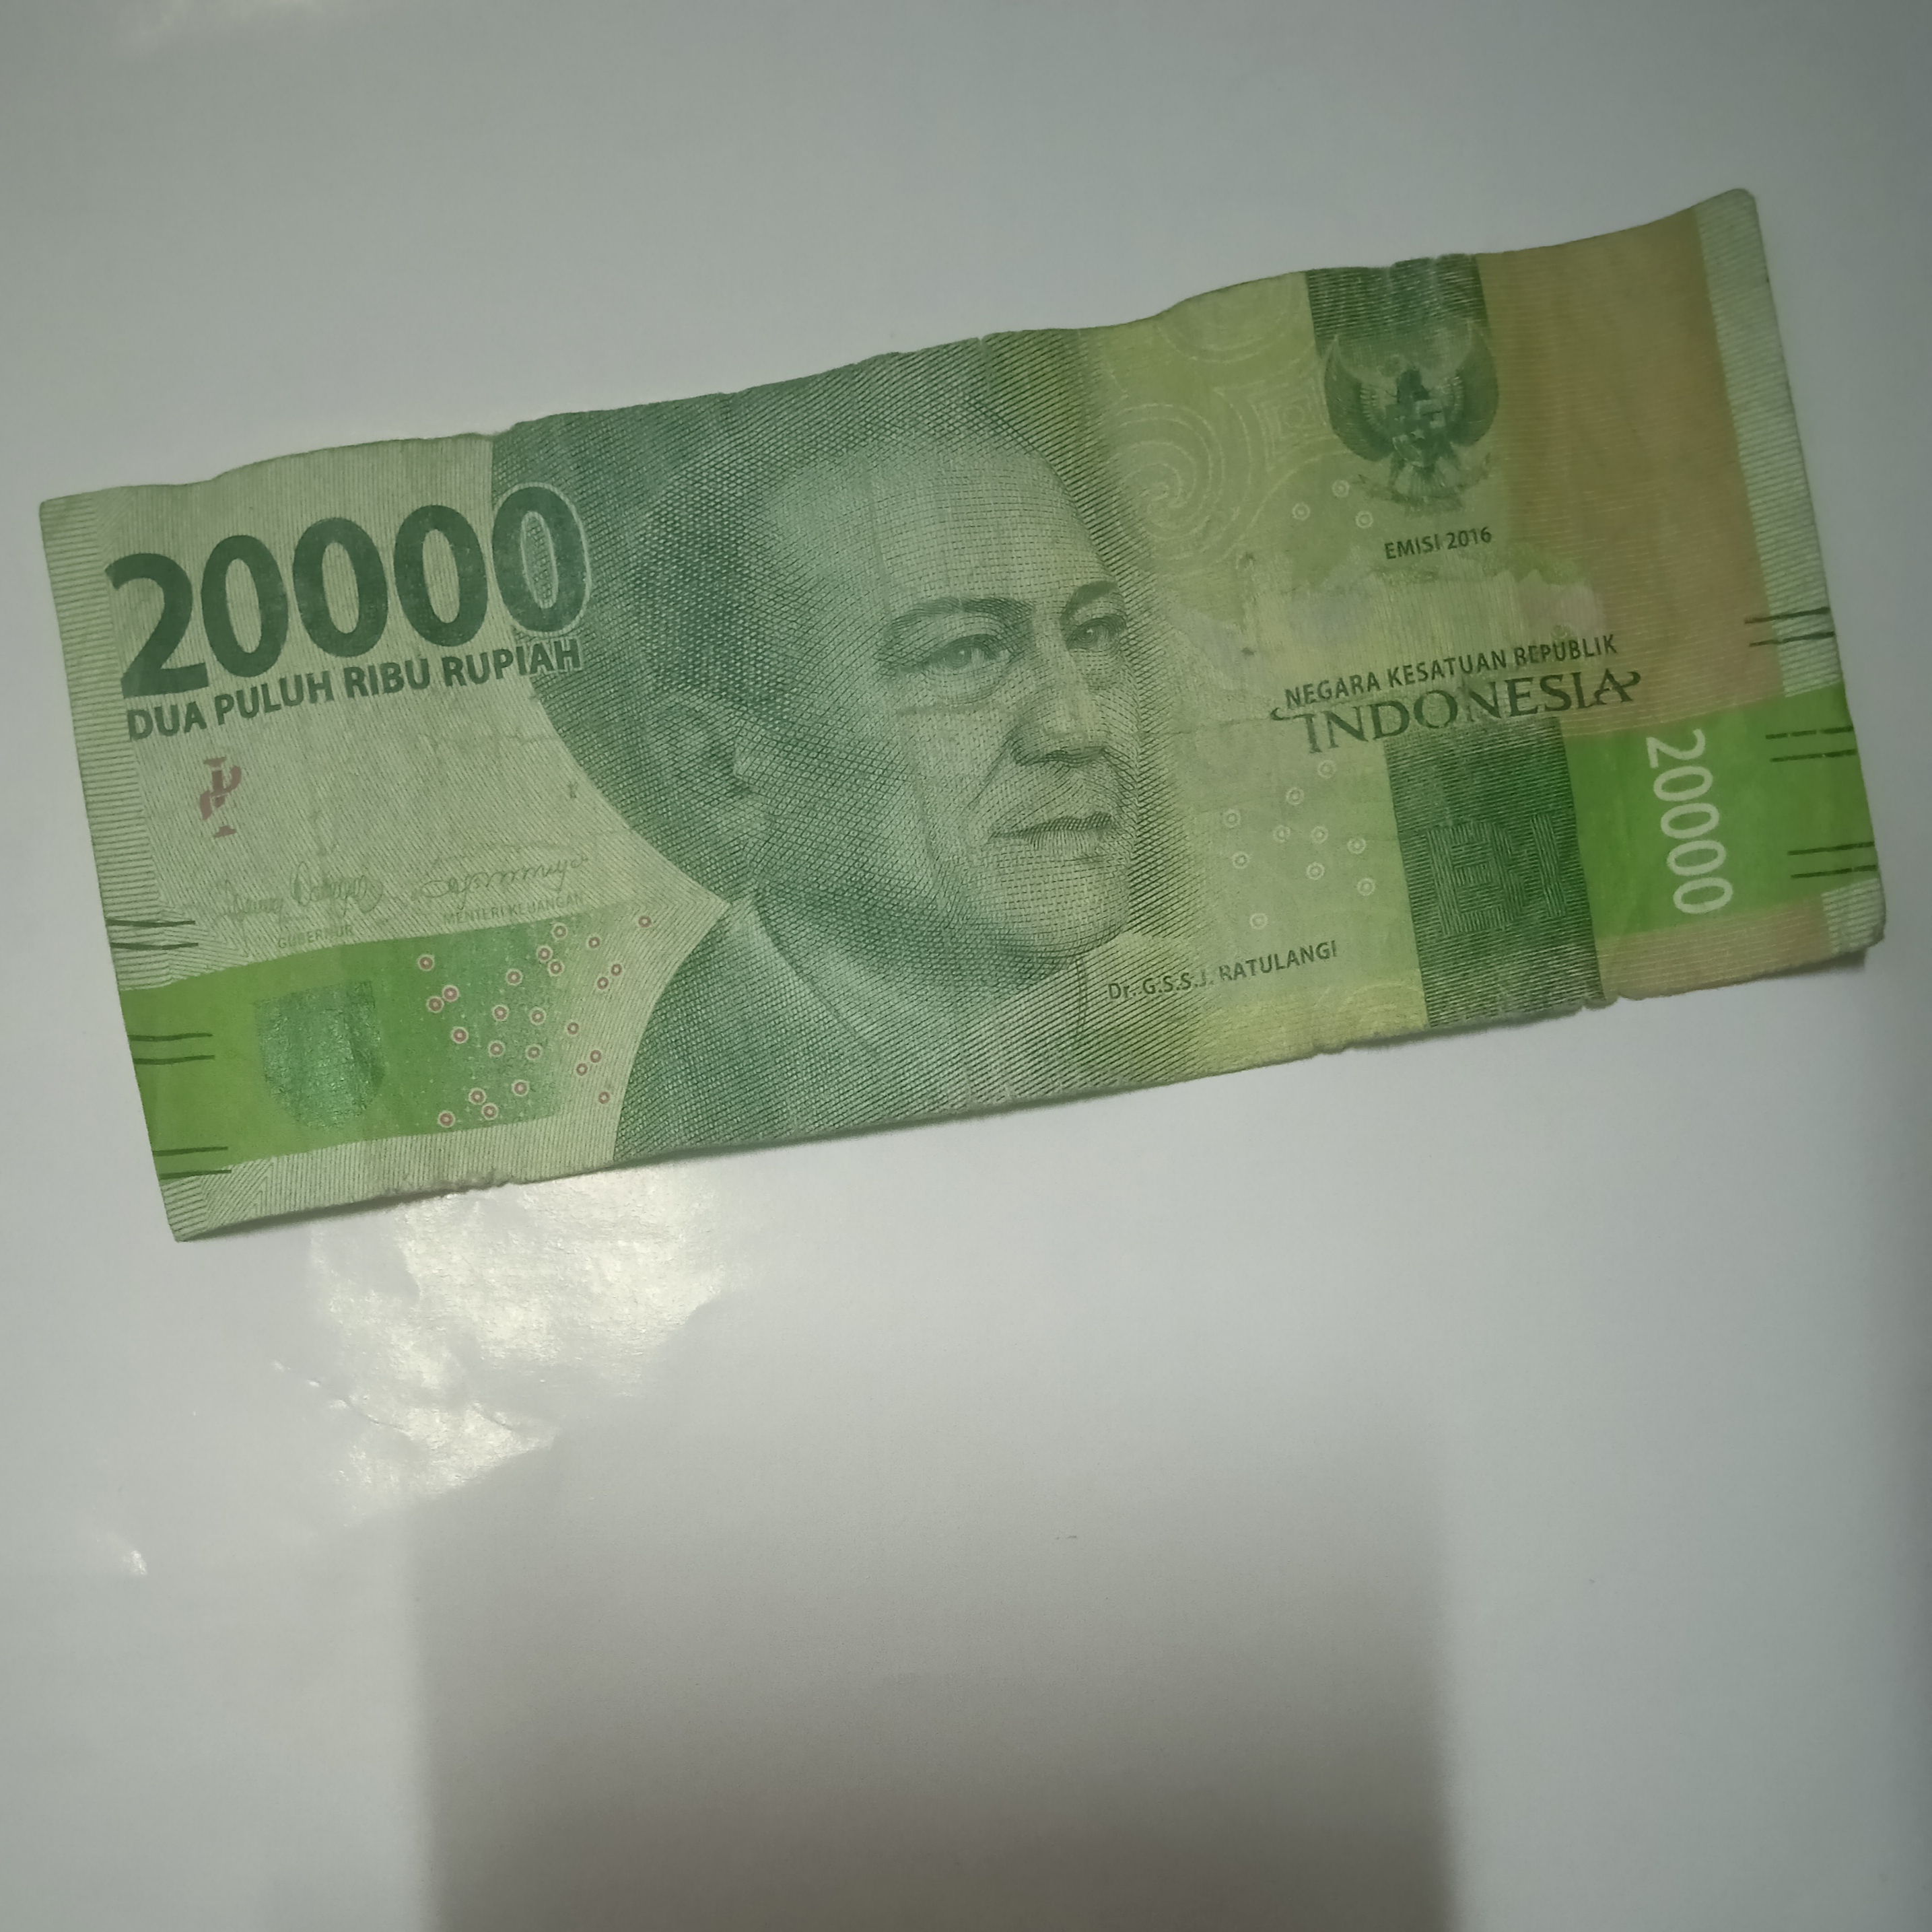 20000
DUA PULUH RIBU RUPIAH
GUBERNUR
MENTERI KEUANGAN
EMISI 2016
NEGARA KESATUAN REPUBLIK
INDONESIA
20000
BI
Dr. G.S.S.J. RATULANGI